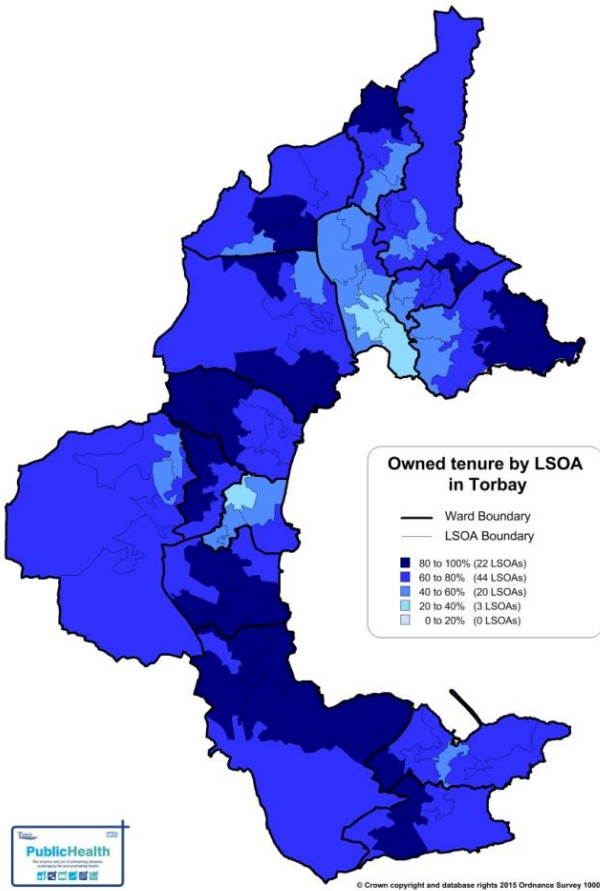 Owned tenure by LSOA
in Torbay
Ward Boundary
LSOA Boundary
80 to 100% (22 LSOAs)
60 to 80% (44 LSOAs)
40 to 60% (20 LSOAs)
20 to 40% (3 LSOAs)
0 to 20% (0 LSOAs)
PublicHealth
© Crown copyright and database rights 2015 Ordnance Survey 1000